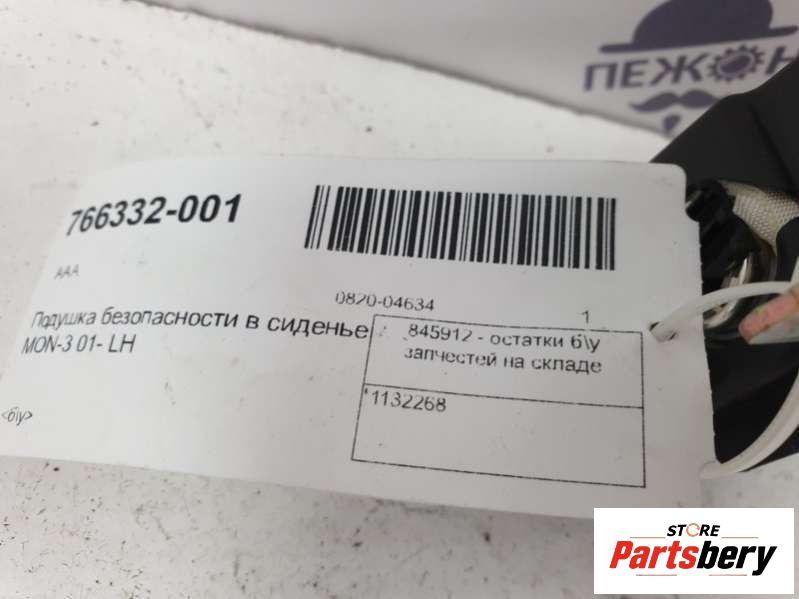 ПЕЖОН
766332-001
AAA
0820-04634
1
Подушка безопасности в сиденье
MON-3 01- LH
845912 - остатки б\у
запчестей на складе
*1132268
<б\у>
STORE
Partsbery